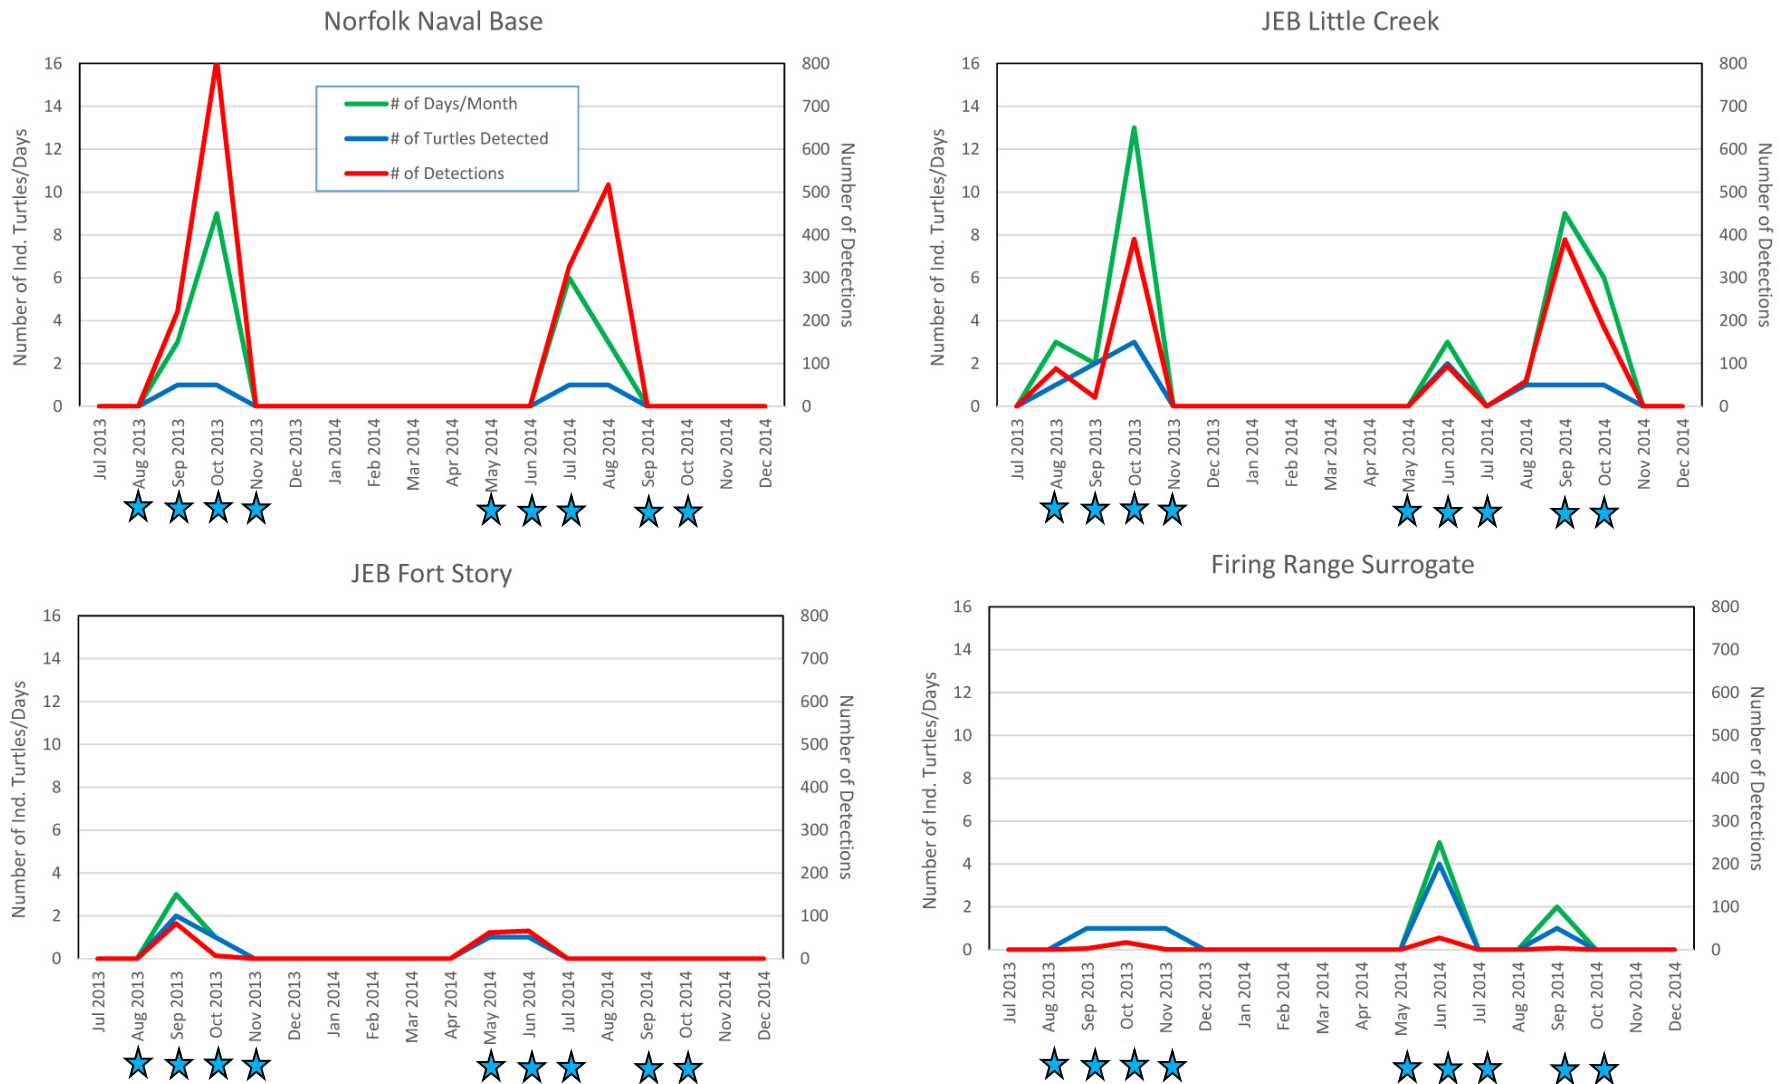 Norfolk Naval Base
Number of Ind. Turtles/Days
16
14
12
10
8
6
4
2
0
# of Days/Month
# of Turtles Detected
# of Detections
800
700
600
500
400
300
200
100
0
Number of Detections
Jul 2013
Aug 2013
Sep 2013
Oct 2013
Nov 2013
Dec 2013
Jan 2014
Feb 2014
Mar 2014
Apr 2014
May 2014
Jun 2014
Jul 2014
Aug 2014
Sep 2014
Oct 2014
Nov 2014
Dec 2014
JEB Little Creek
Number of Ind. Turtles/Days
16
14
12
10
8
6
4
2
0
800
700
600
500
400
300
200
100
0
Number of Detections
Jul 2013
Aug 2013
Sep 2013
Oct 2013
Nov 2013
Dec 2013
Jan 2014
Feb 2014
Mar 2014
Apr 2014
May 2014
Jun 2014
Jul 2014
Aug 2014
Sep 2014
Oct 2014
Nov 2014
Dec 2014
JEB Fort Story
Number of Ind. Turtles/Days
16
14
12
10
8
6
4
2
0
800
700
600
500
400
300
200
100
0
Number of Detections
Jul 2013
Aug 2013
Sep 2013
Oct 2013
Nov 2013
Dec 2013
Jan 2014
Feb 2014
Mar 2014
Apr 2014
May 2014
Jun 2014
Jul 2014
Aug 2014
Sep 2014
Oct 2014
Nov 2014
Dec 2014
Firing Range Surrogate
Number of Ind. Turtles/Days
16
14
12
10
8
6
4
2
0
800
700
600
500
400
300
200
100
0
Number of Detections
Jul 2013
Aug 2013
Sep 2013
Oct 2013
Nov 2013
Dec 2013
Jan 2014
Feb 2014
Mar 2014
Apr 2014
May 2014
Jun 2014
Jul 2014
Aug 2014
Sep 2014
Oct 2014
Nov 2014
Dec 2014